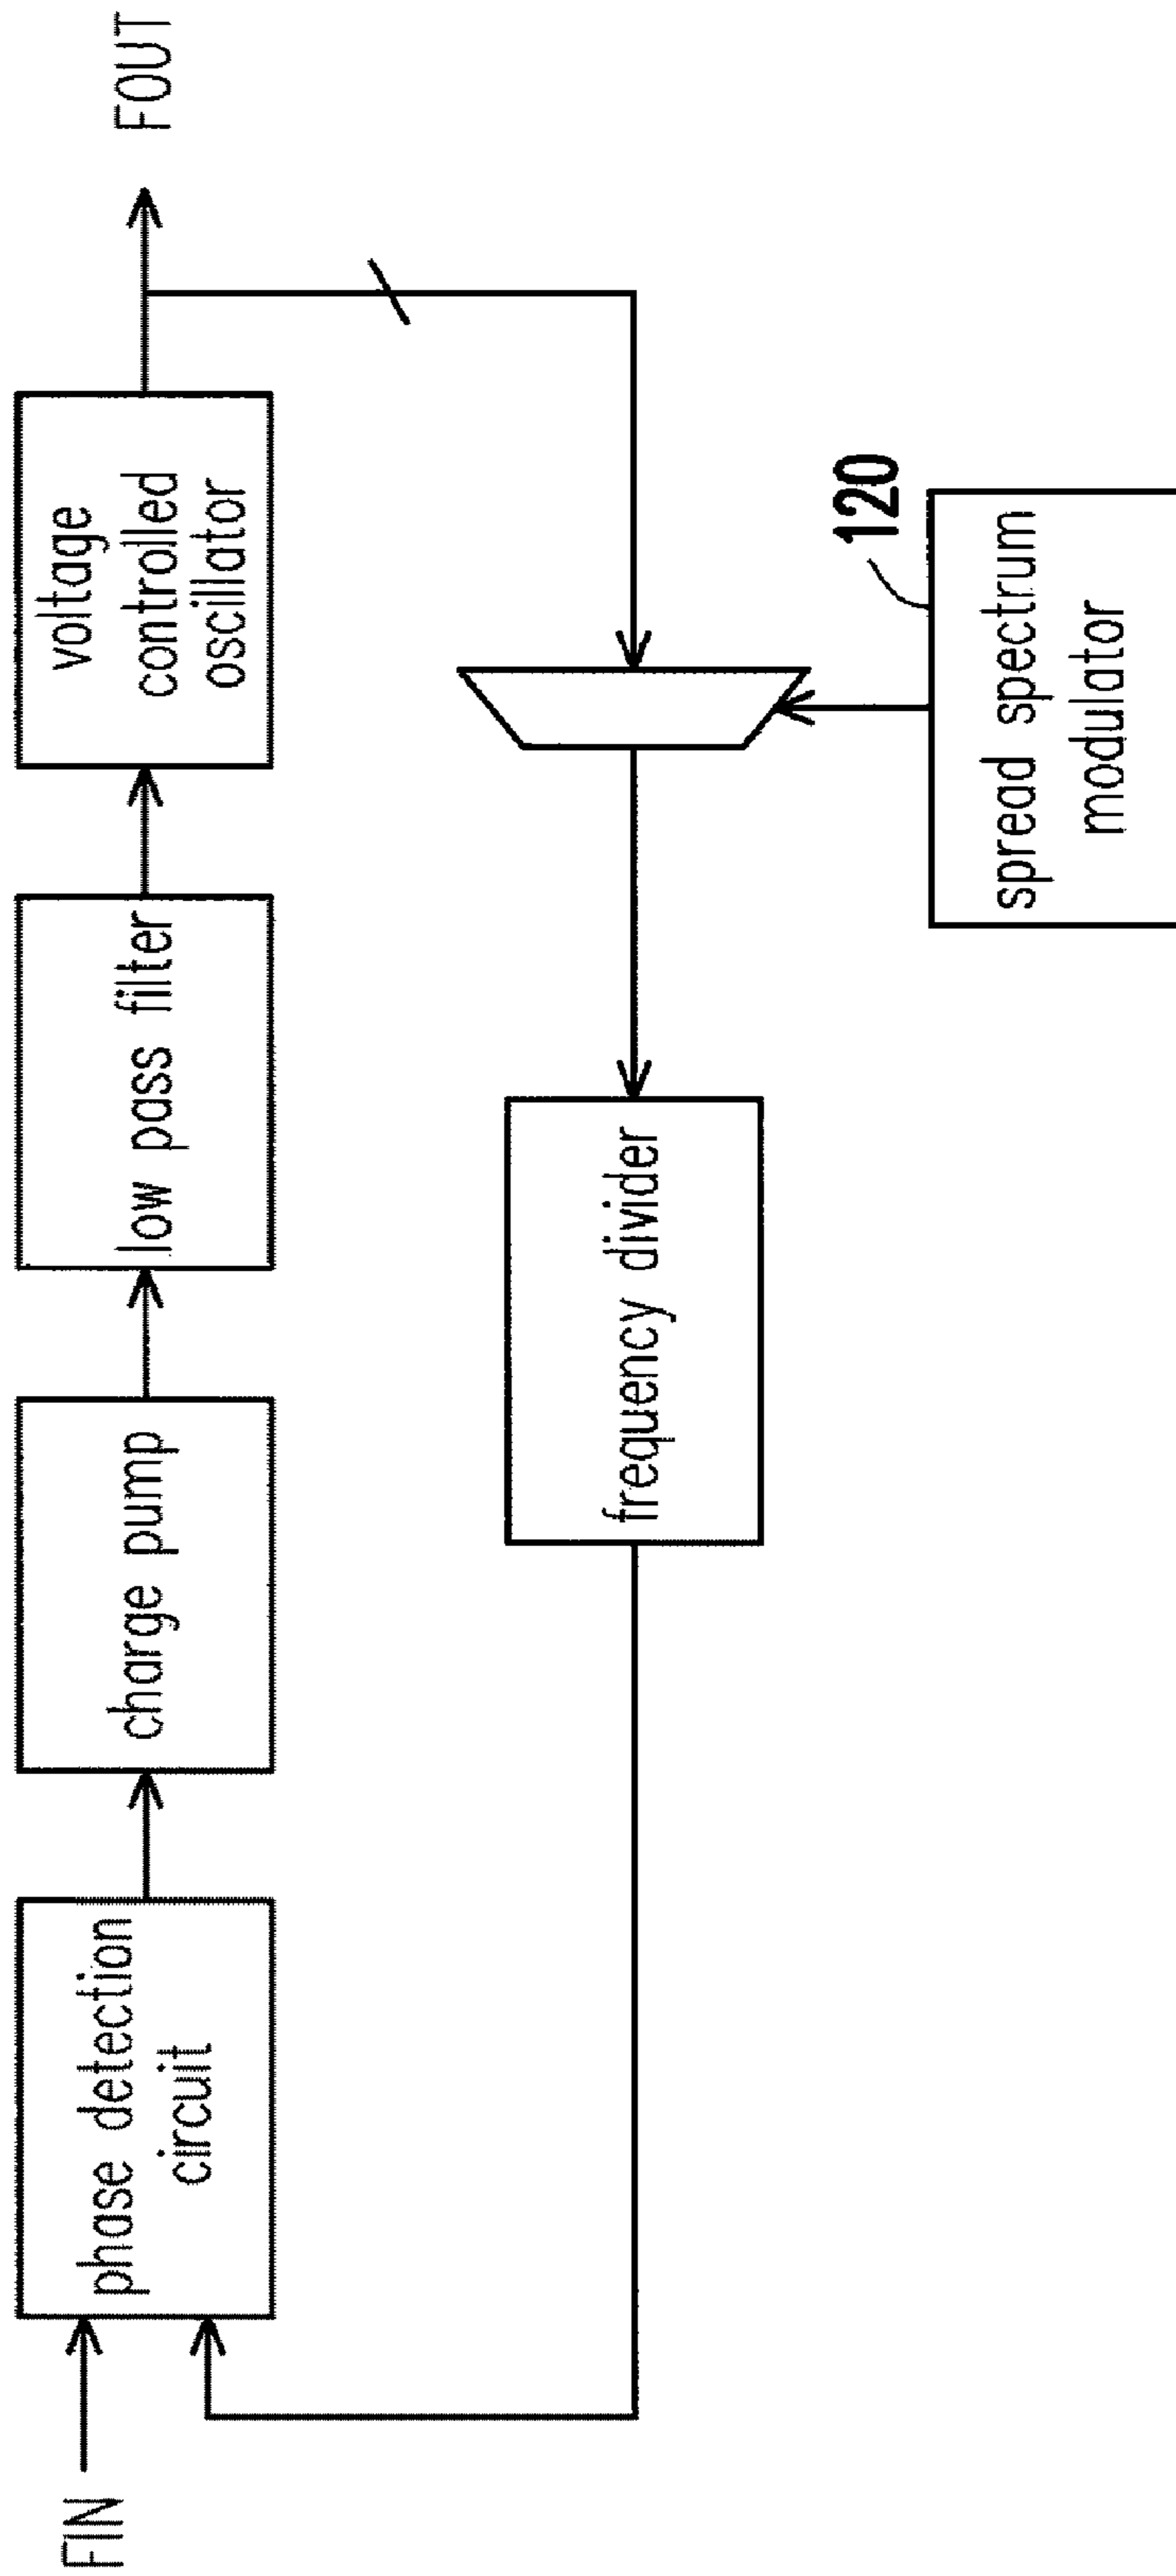 FIN
phase detection
circuit
charge pump
low pass filter
voltage
controlled
oscillator
FOUT
frequency divider
120
spread spectrum
modulator